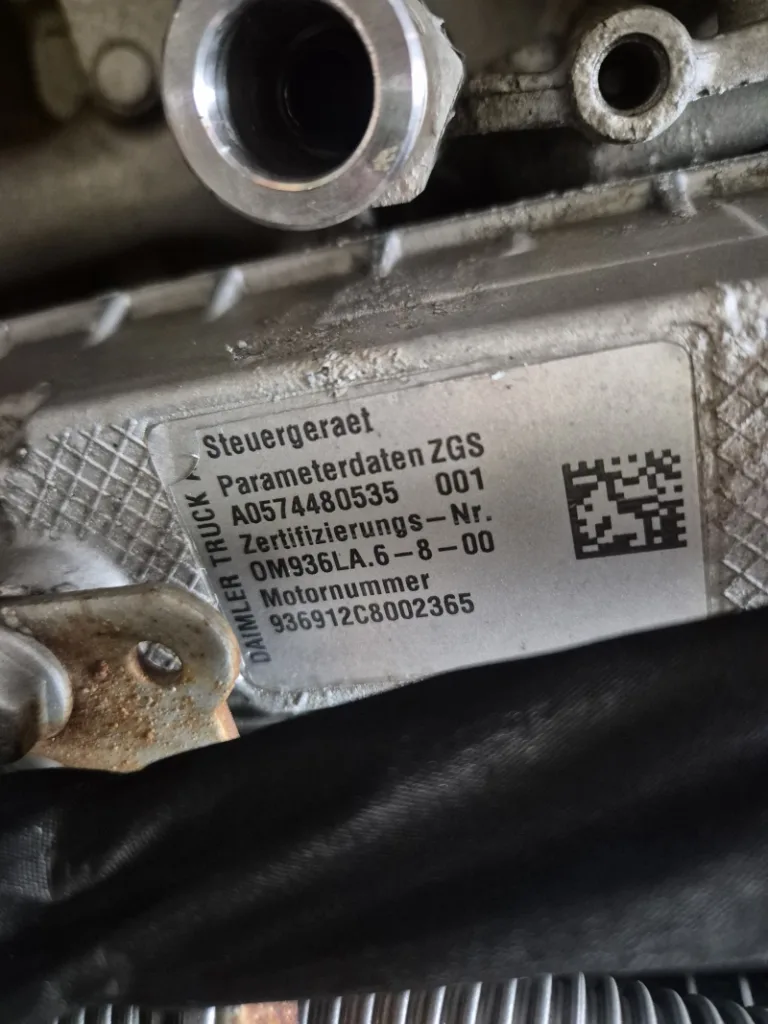 Steuergeraet
Parameterdaten ZGS
A0574480535 001
Zertifizierungs-Nr.
OM936LA.6-8-00
Motornummer
936912C8002365
DAIMLER TRUCK